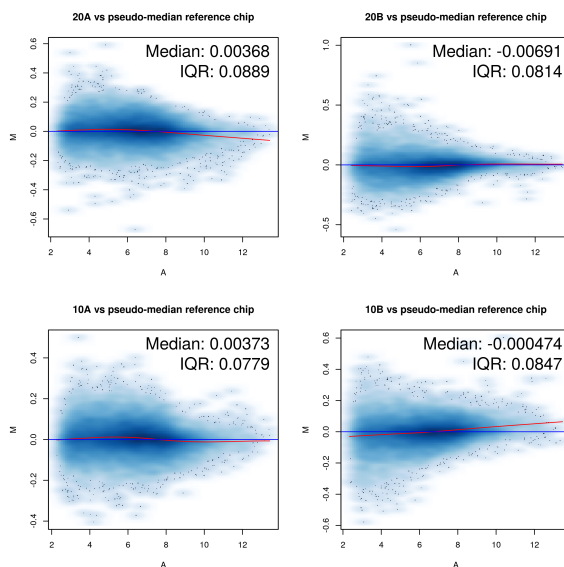 20A vs pseudo-median reference chip
Median: 0.00368
IQR: 0.0889
0.6
0.4
0.2
0.0
-0.2
-0.4
-0.6
M
2 4 6 8 10 12
A
20B vs pseudo-median reference chip
Median: -0.00691
IQR: 0.0814
1.0
0.5
0.0
-0.5
M
2 4 6 8 10 12
A
10A vs pseudo-median reference chip
Median: 0.00373
IQR: 0.0779
0.4
0.2
0.0
-0.2
-0.4
M
2 4 6 8 10 12
A
10B vs pseudo-median reference chip
Median: -0.000474
IQR: 0.0847
0.6
0.4
0.2
0.0
-0.2
-0.4
-0.6
M
2 4 6 8 10 12
A